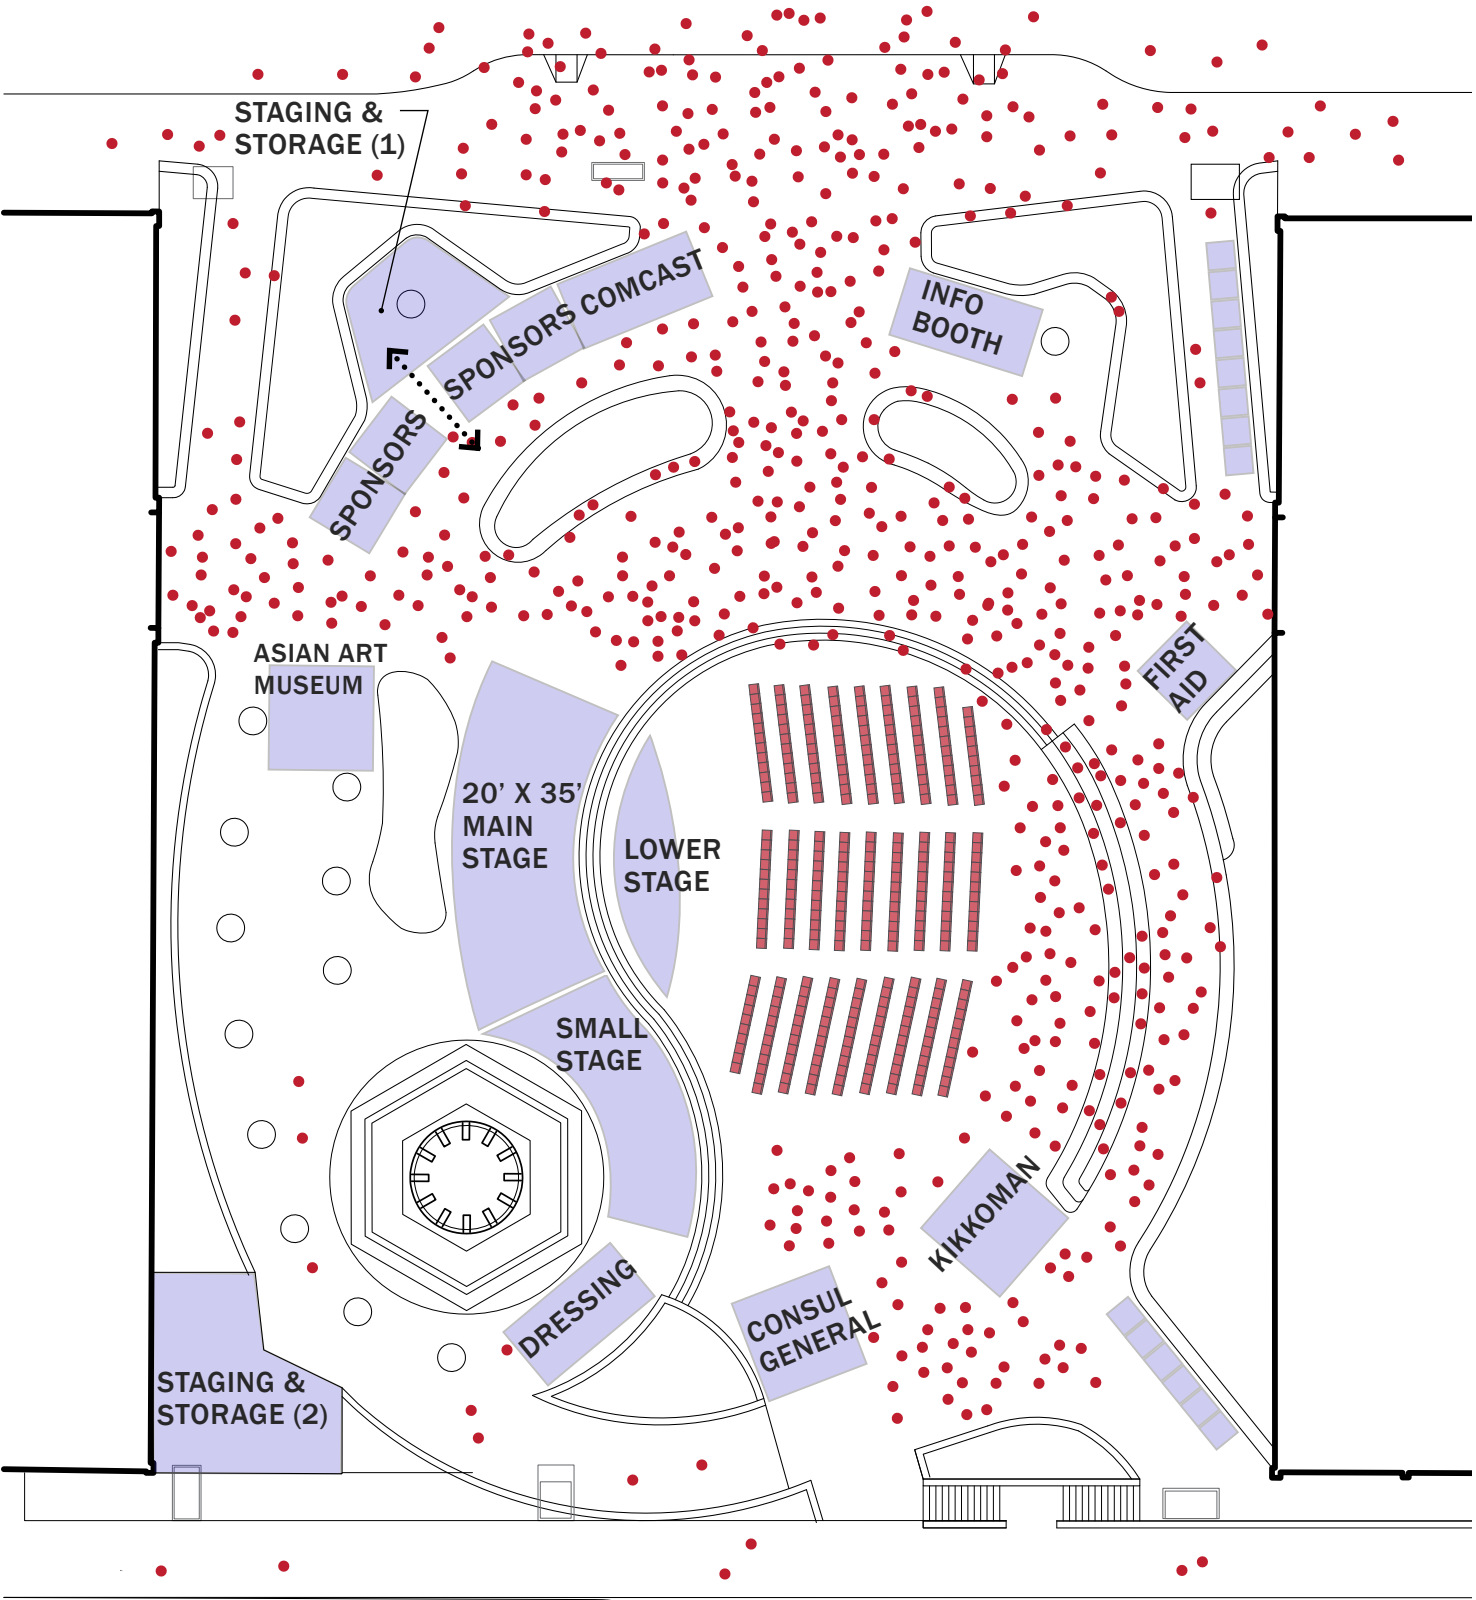 STAGING &
STORAGE (1)
COMCAST
SPONSORS
SPONSORS
INFO
BOOTH
ASIAN ART
MUSEUM
FIRST
AID
20’ X 35’
MAIN
STAGE
LOWER
STAGE
SMALL
STAGE
KIKKOMAN
DRESSING
CONSUL
GENERAL
STAGING &
STORAGE (2)